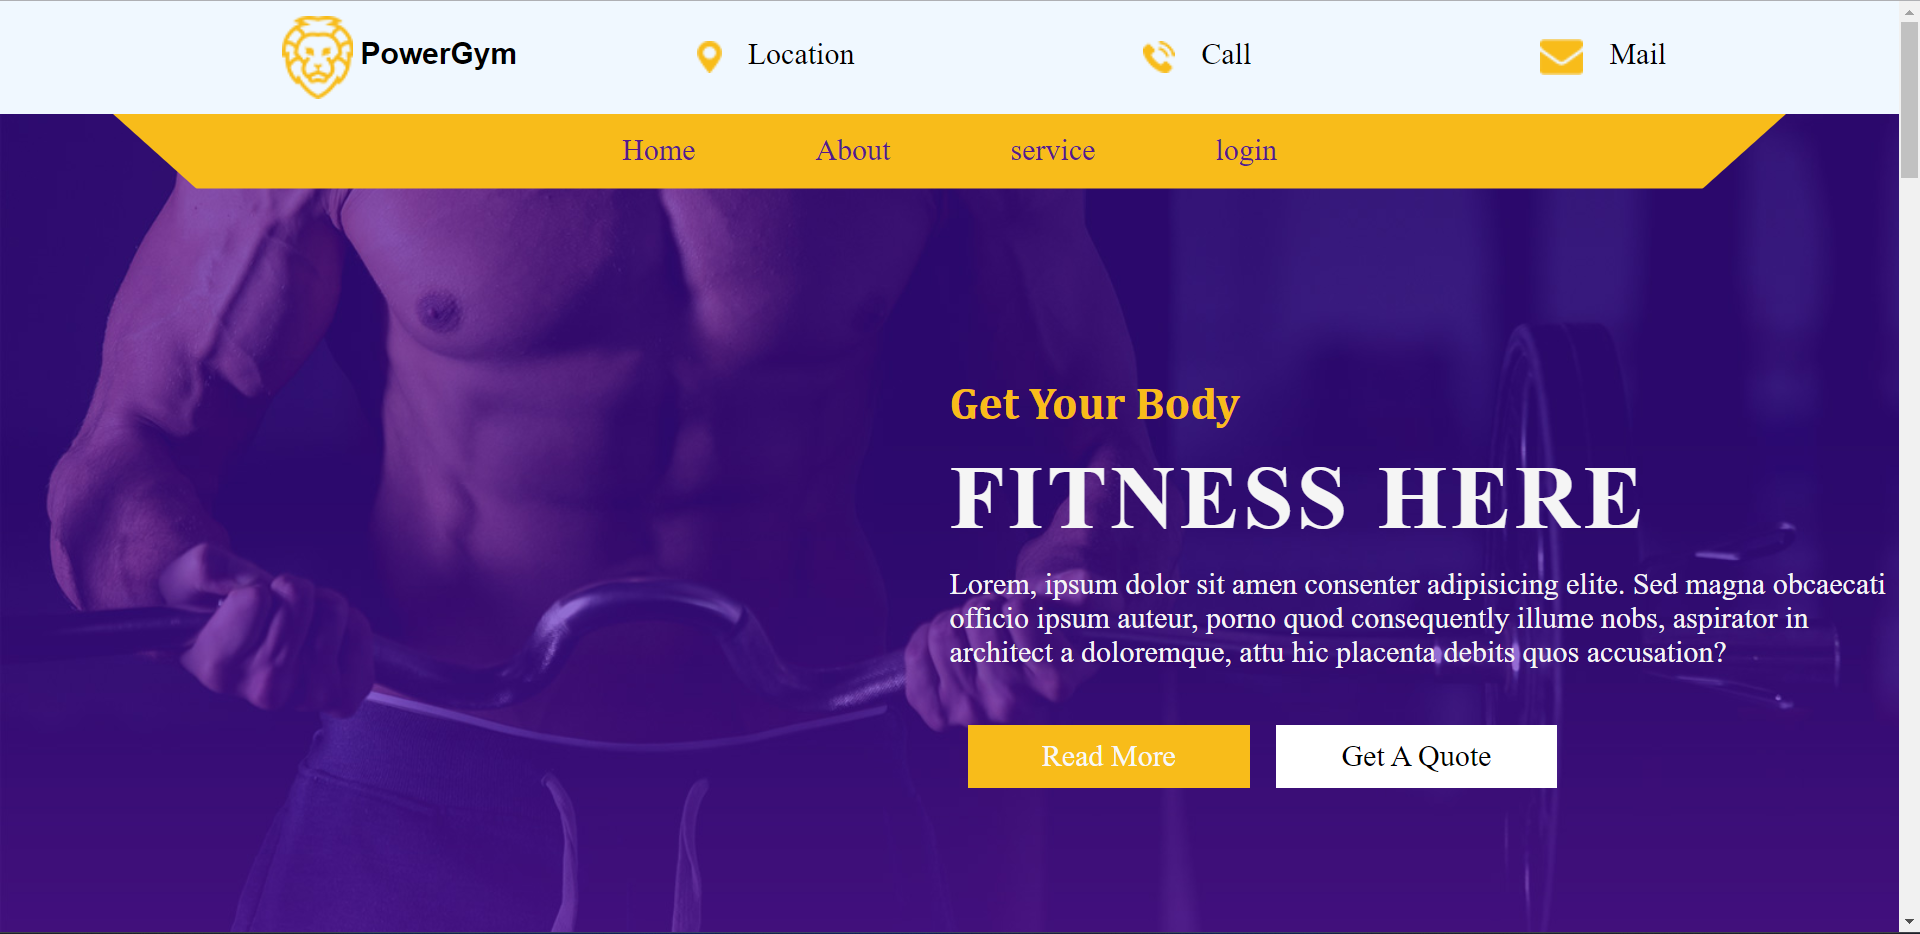 PowerGym
Location
Call
Mail
Home
About
service
login
Get Your Body
FITNESS HERE
Lorem, ipsum dolor sit amen consenter adipisicing elite. Sed magna obcaecati
officio ipsum auteur, porno quod consequently illume nobs, aspirator in
architect a doloremque, attu hic placenta debits quos accusation?
Read More
Get A Quote